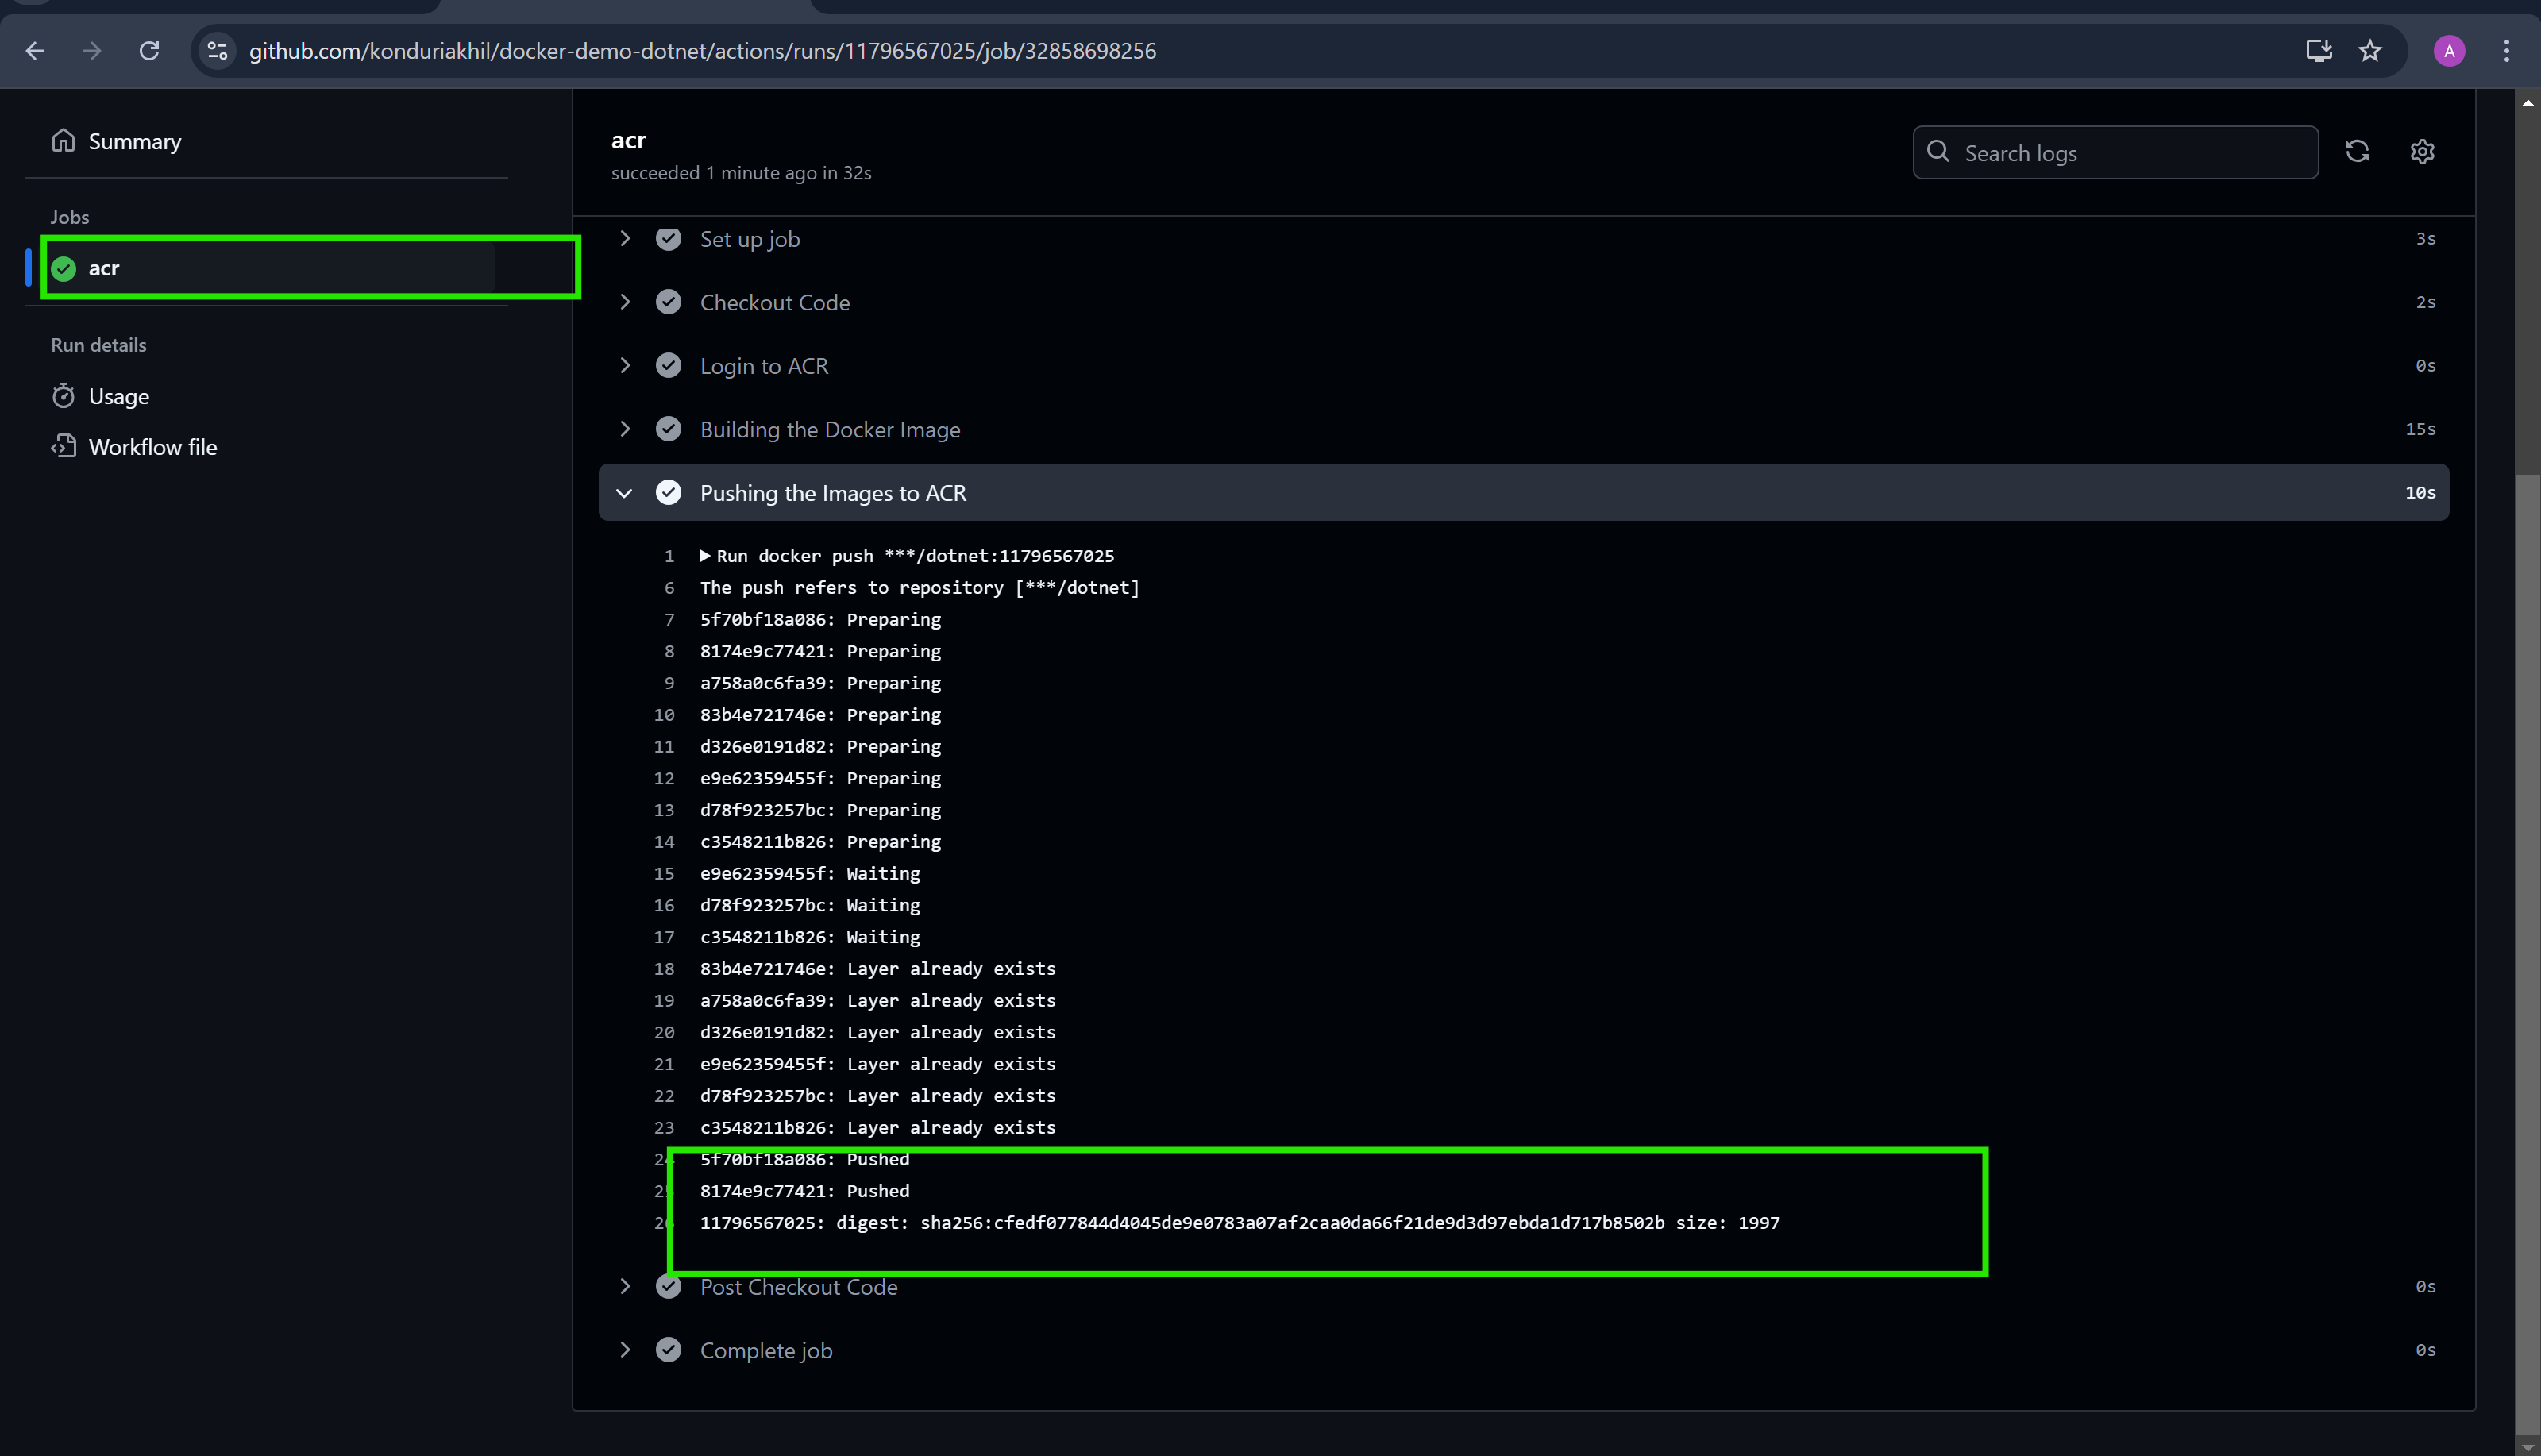 github.com/konduriakhil/docker-demo-dotnet/actions/runs/11796567025/job/32858698256
A
Summary
Jobs
acr
Run details
Usage
Workflow file
acr
succeeded 1 minute ago in 32s
Search logs
Set up job 3s
Checkout Code 2s
Login to ACR 0s
Building the Docker Image 15s
Pushing the Images to ACR 10s
1 Run docker push ***/dotnet:11796567025
6 The push refers to repository [***/dotnet]
7 5f70bf18a086: Preparing
8 8174e9c77421: Preparing
9 a758a0c6fa39: Preparing
10 83b4e721746e: Preparing
11 d326e0191d82: Preparing
12 e9e62359455f: Preparing
13 d78f923257bc: Preparing
14 c3548211b826: Preparing
15 e9e62359455f: Waiting
16 d78f923257bc: Waiting
17 c3548211b826: Waiting
18 83b4e721746e: Layer already exists
19 a758a0c6fa39: Layer already exists
20 d326e0191d82: Layer already exists
21 e9e62359455f: Layer already exists
22 d78f923257bc: Layer already exists
23 c3548211b826: Layer already exists
24 5f70bf18a086: Pushed
25 8174e9c77421: Pushed
26 11796567025: digest: sha256:cfedf077844d4045de9e0783a07af2caa0da66f21de9d3d97ebda1d717b8502b size: 1997
Post Checkout Code 0s
Complete job 0s